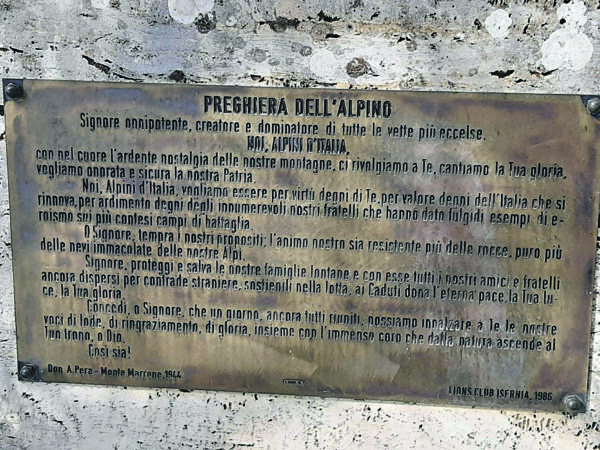 PREGHIERA DELL'ALPINO
Signore onnipotente, creatore e dominatore di tutte le vette più eccelse.
NOI, ALPINI D'ITALIA,
con nel cuore l'ardente nostalgia delle nostre montagne, ci rivolgiamo a Te, cantiamo la Tua gloria,
vogliamo onorata e sicura la nostra Patria.
Noi, Alpini d'Italia, vogliamo essere per virtù degni di Te, per valore degni dell'Italia che si
rinnova, per ardimento degni degli innumerevoli nostri fratelli che hanno dato fulgidi esempi di e-
roismo sui più contesi campi di battaglia.
O Signore, tempra i nostri propositi: l'animo nostro sia resistente più delle rocce, puro più
delle nevi immacolate delle nostre Alpi.
Signore, proteggi e salva le nostre famiglie lontane e con esse tutti i nostri amici e fratelli
ancora dispersi per contrade straniere, sostienili nella lotta, ai Caduti dona l'eterna pace, la Tua lu-
ce, la Tua gloria.
Concedi, o Signore, che un giorno, ancora tutti riuniti, possiamo innalzare a Te le nostre
voci di lode, di ringraziamento, di gloria, insieme con l'immenso coro che dalla natura ascende al
Tuo trono, o Dio.
Così sia!
Don A. Pera - Monte Marrone, 1944
LIONS CLUB ISERNIA, 1986